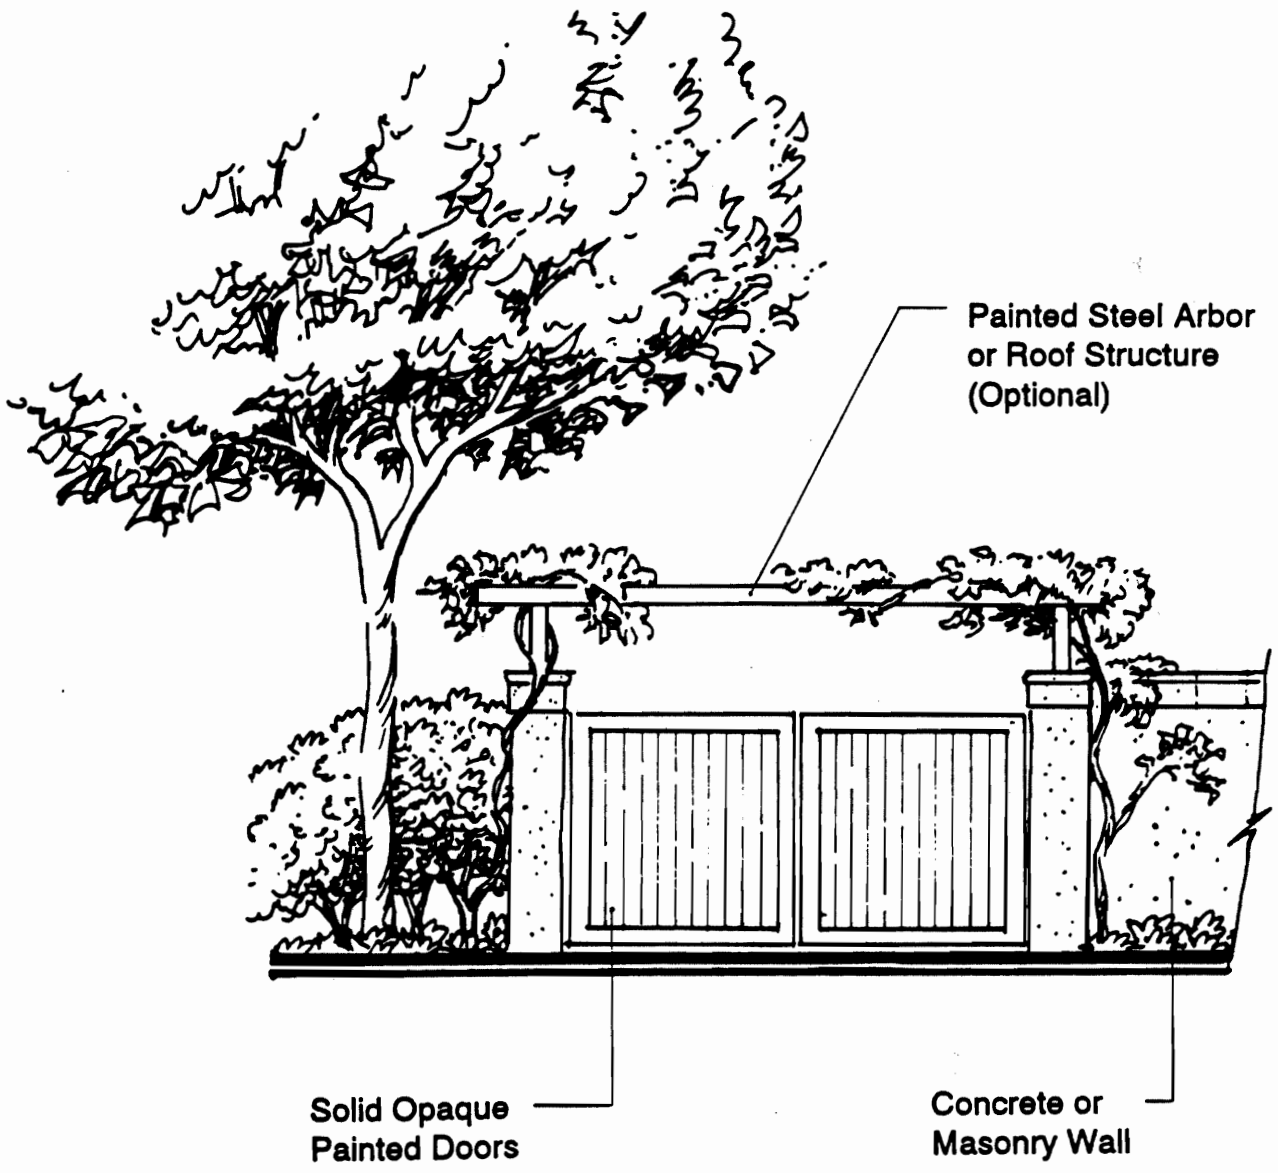 Painted Steel Arbor
or Roof Structure
(Optional)
Solid Opaque
Painted Doors
Concrete or
Masonry Wall